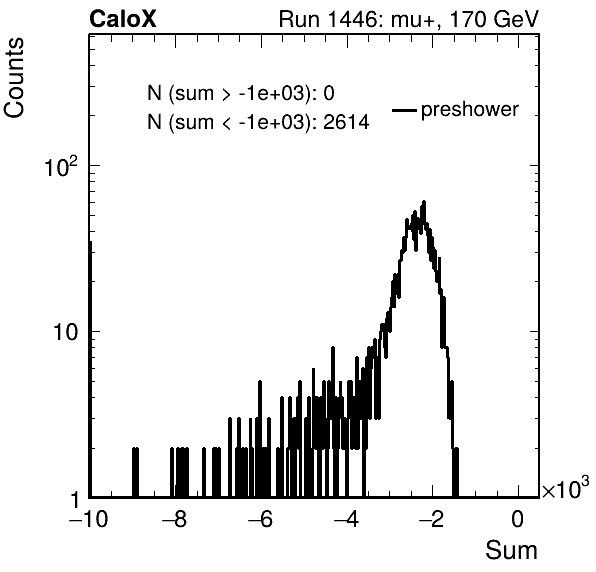 CaloX Run 1446: mu+, 170 GeV
Counts
N (sum > -1e+03): 0
N (sum < -1e+03): 2614
preshower
10²
10
1
−10 −8 −6 −4 −2 0 ×10³
Sum